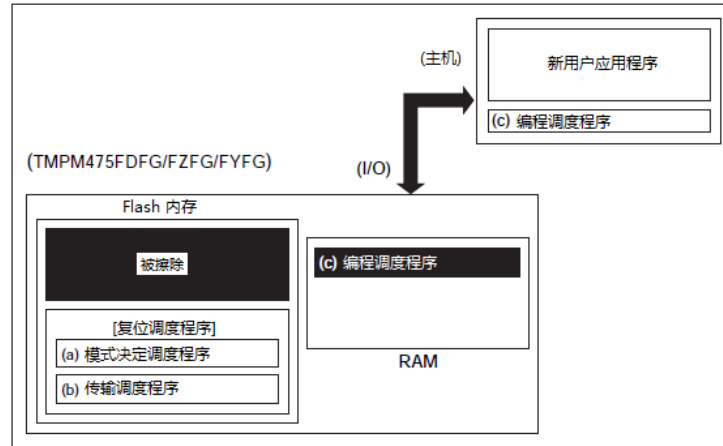 (主机)
新用户应用程序
(c) 编程调度程序
(TMPM475FDFG/FZFG/FYFG)
(I/O)
Flash 内存
被擦除
(c) 编程调度程序
[复位调度程序]
(a) 模式决定调度程序
(b) 传输调度程序
RAM